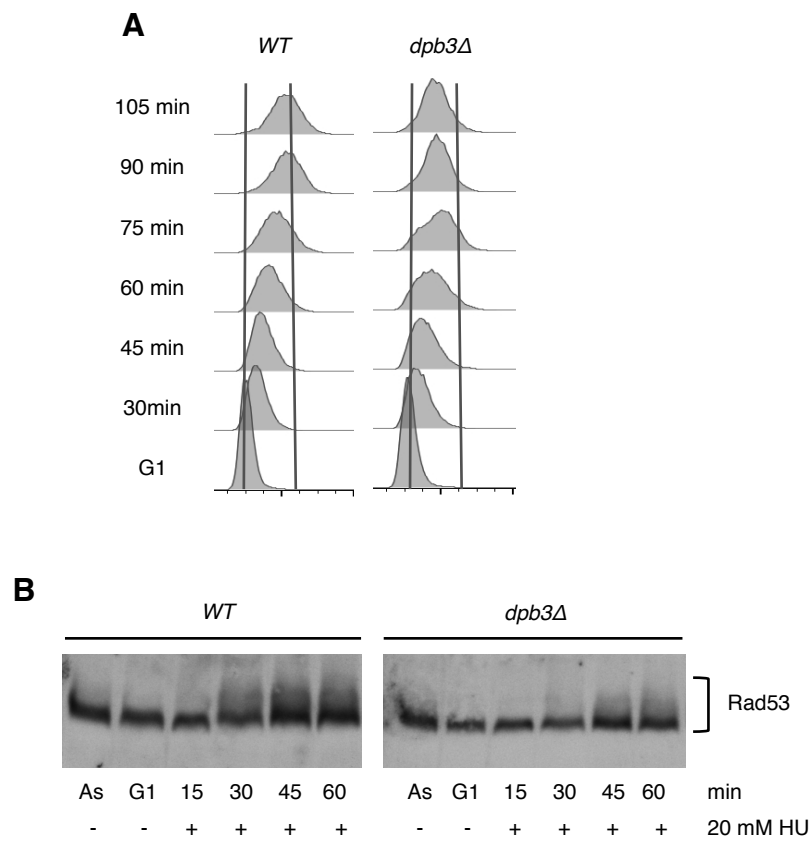 A
WT dpb3Δ
105 min
90 min
75 min
60 min
45 min
30min
G1
B
WT dpb3Δ
Rad53
As G1 15 30 45 60 As G1 15 30 45 60 min
- - + + + + - - + + + + 20 mM HU